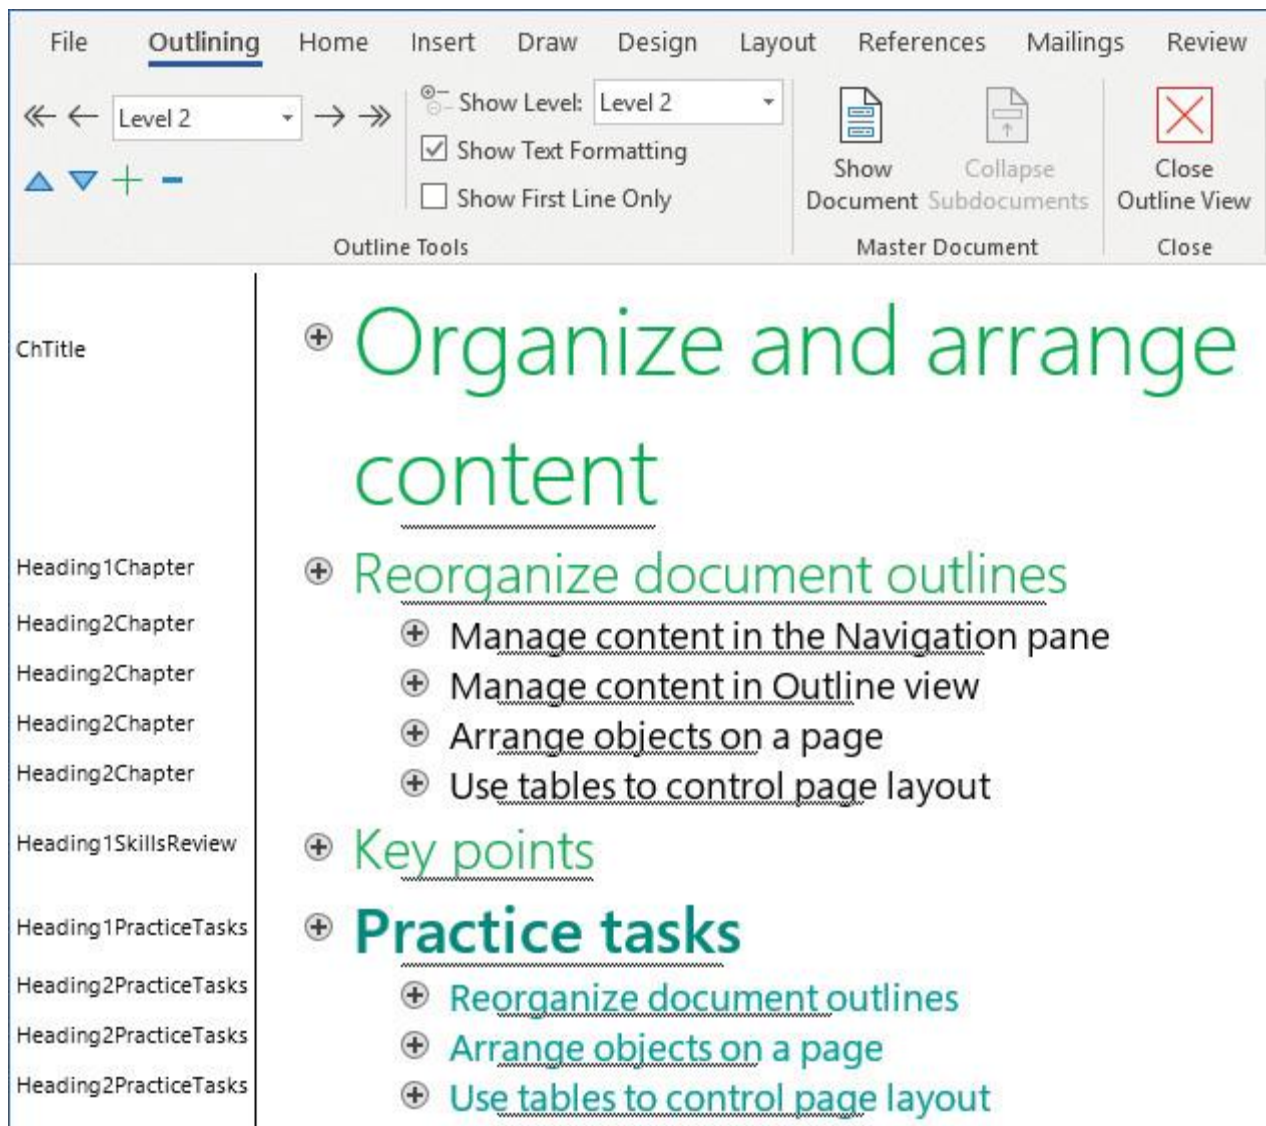 File Outlining Home Insert Draw Design Layout References Mailings Review
Level 2
Show Level: Level 2
Show Text Formatting
Show First Line Only
Outline Tools
Show Document
Collapse Subdocuments
Master Document
Close Outline View
Close
ChTitle
Organize and arrange
content
Heading1Chapter Reorganize document outlines
Heading2Chapter Manage content in the Navigation pane
Heading2Chapter Manage content in Outline view
Heading2Chapter Arrange objects on a page
Heading2Chapter Use tables to control page layout
Heading1SkillsReview Key points
Heading1PracticeTasks Practice tasks
Heading2PracticeTasks Reorganize document outlines
Heading2PracticeTasks Arrange objects on a page
Heading2PracticeTasks Use tables to control page layout